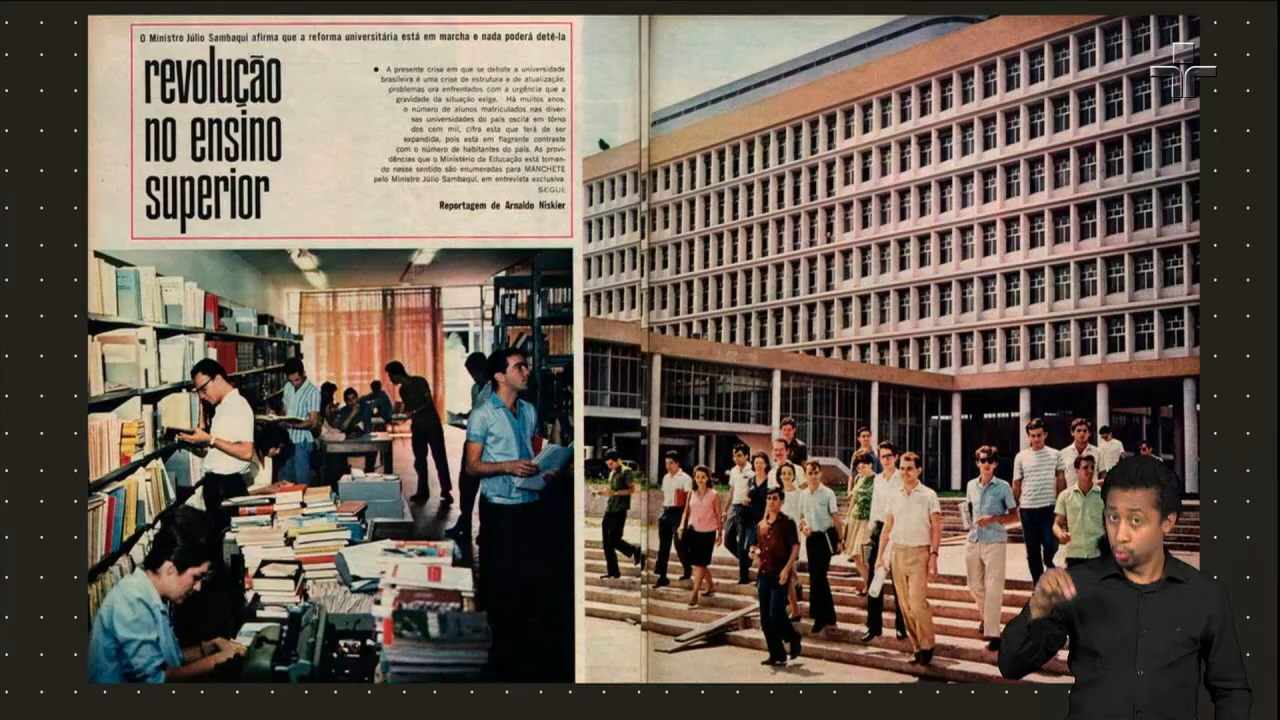 O Ministro Júlio Sambaqui afirma que a reforma universitária está em marcha e nada poderá detê-la
revolução
no ensino
superior
● A presente crise em que se debate a universidade
brasileira é uma crise de estrutura e de atualização,
problemas ora enfrentados com a urgência que a
gravidade da situação exige. Há muitos anos,
o número de alunos matriculados nas diver-
sas universidades do país oscila em tôrno
dos cem mil, cifra esta que terá de ser
expandida, pois está em flagrante contraste
com o número de habitantes do país. As provi-
dências que o Ministério da Educação está toman-
do nesse sentido são enumeradas para MANCHETE
pelo Ministro Júlio Sambaqui, em entrevista exclusiva.
SEGUE
Reportagem de Arnaldo Niskier